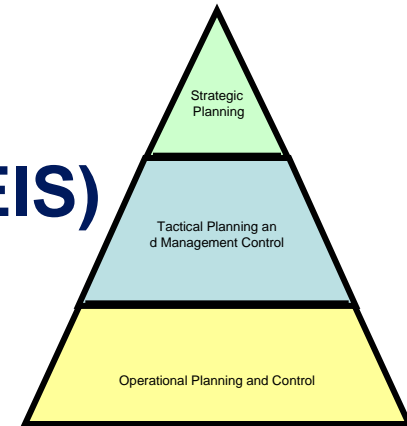 Strategic
Planning
EIS)
Tactical Planning an
d Management Control
Operational Planning and Control